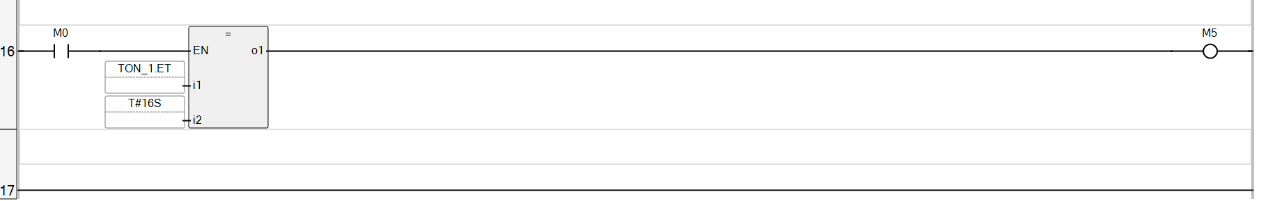 M0
M5
=
16
EN
o1
TON_1.ET
i1
T#16S
i2
17